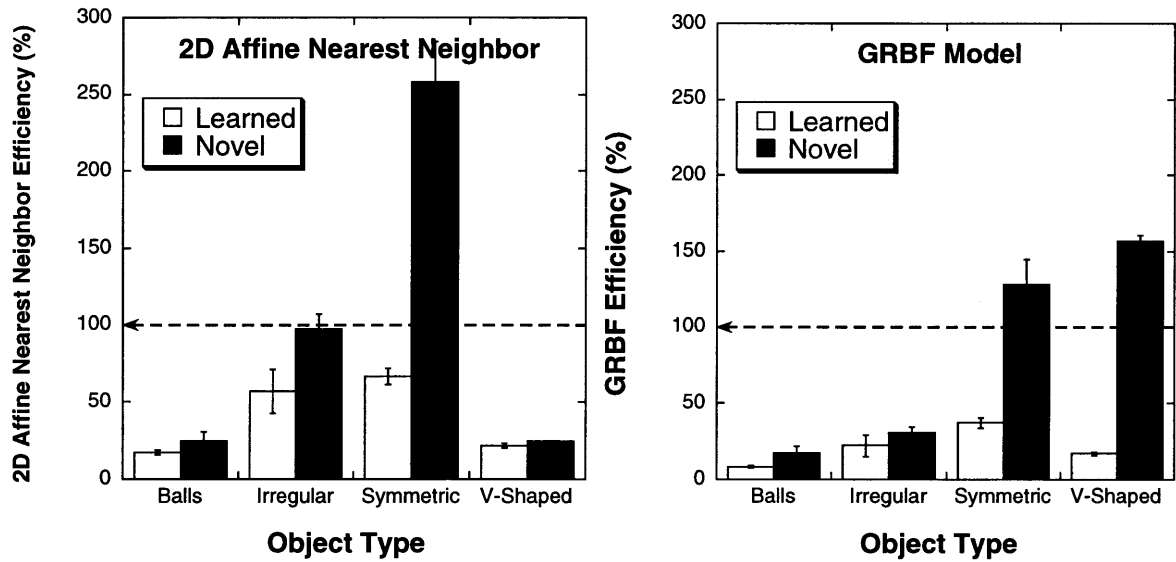 2D Affine Nearest Neighbor Efficiency (%)
300
250
200
150
100
50
0
2D Affine Nearest Neighbor
Learned
Novel
Balls
Irregular
Symmetric
V-Shaped
Object Type
GRBF Efficiency (%)
300
250
200
150
100
50
0
GRBF Model
Learned
Novel
Balls
Irregular
Symmetric
V-Shaped
Object Type